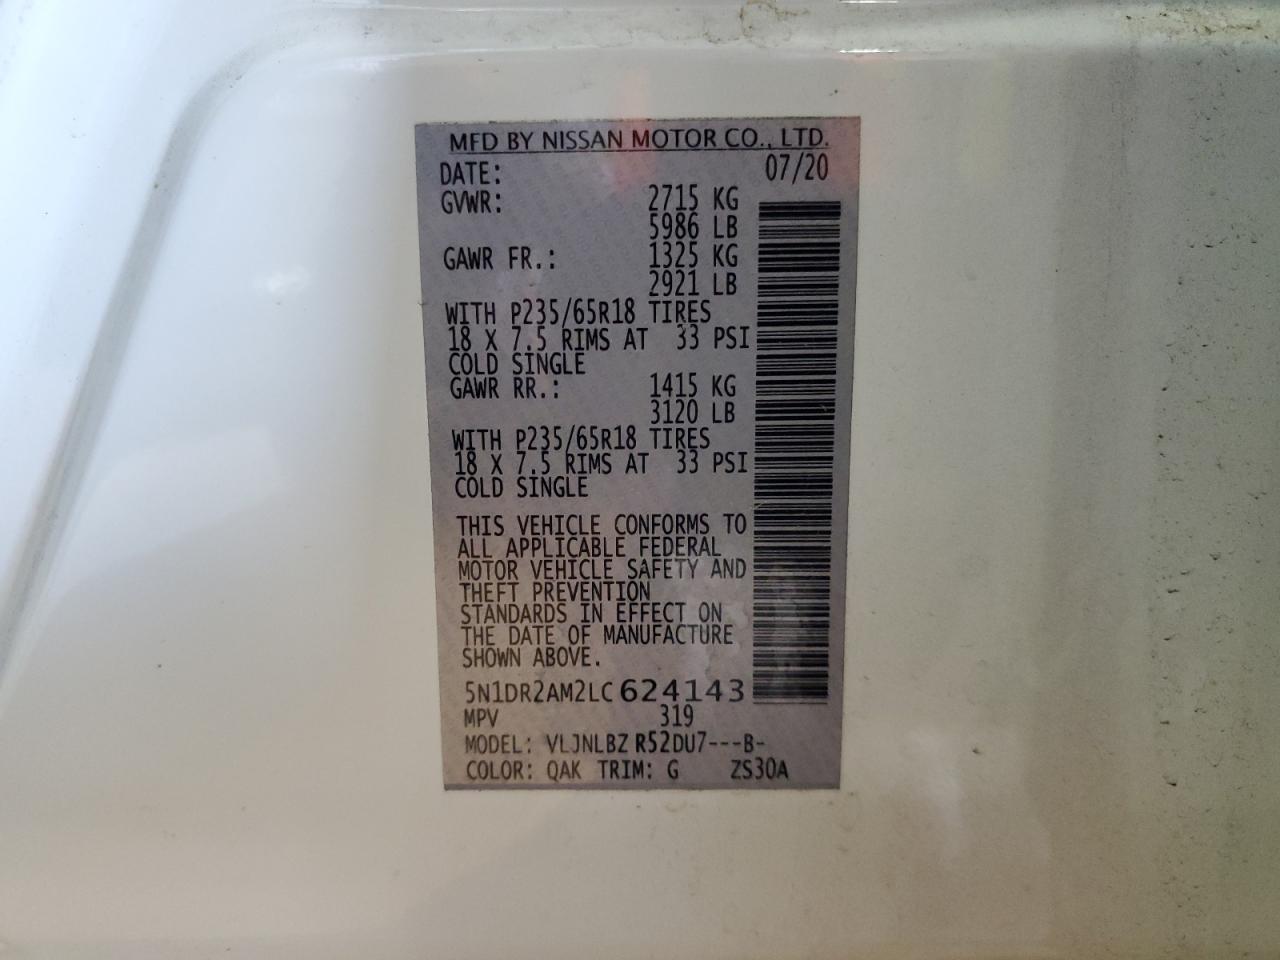 MFD BY NISSAN MOTOR CO., LTD.
DATE: 07/20
GVWR: 2715 KG
5986 LB
GAWR FR.: 1325 KG
2921 LB
WITH P235/65R18 TIRES
18 X 7.5 RIMS AT 33 PSI
COLD SINGLE
GAWR RR.: 1415 KG
3120 LB
WITH P235/65R18 TIRES
18 X 7.5 RIMS AT 33 PSI
COLD SINGLE
THIS VEHICLE CONFORMS TO
ALL APPLICABLE FEDERAL
MOTOR VEHICLE SAFETY AND
THEFT PREVENTION
STANDARDS IN EFFECT ON
THE DATE OF MANUFACTURE
SHOWN ABOVE.
5N1DR2AM2LC624143
MPV 319
MODEL: VLJNLBZ R52DU7---B-
COLOR: QAK TRIM: G ZS30A